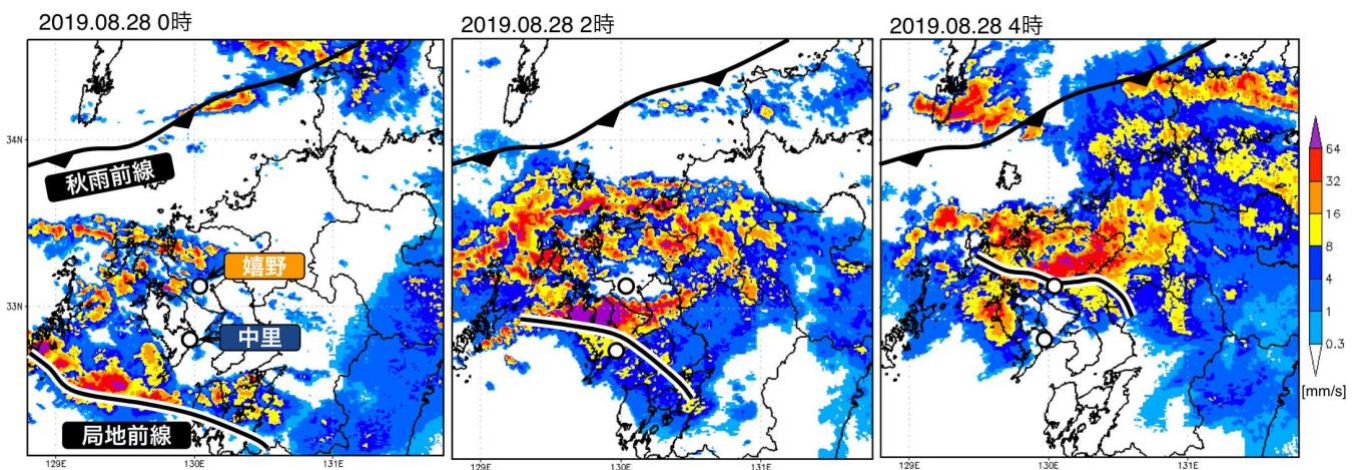 2019.08.28 0時
2019.08.28 2時
2019.08.28 4時
34N
33N
秋雨前線
嬉野
中里
局地前線
129E
130E
131E
129E
130E
131E
129E
130E
131E
64
32
16
8
4
1
0.3
[mm/s]